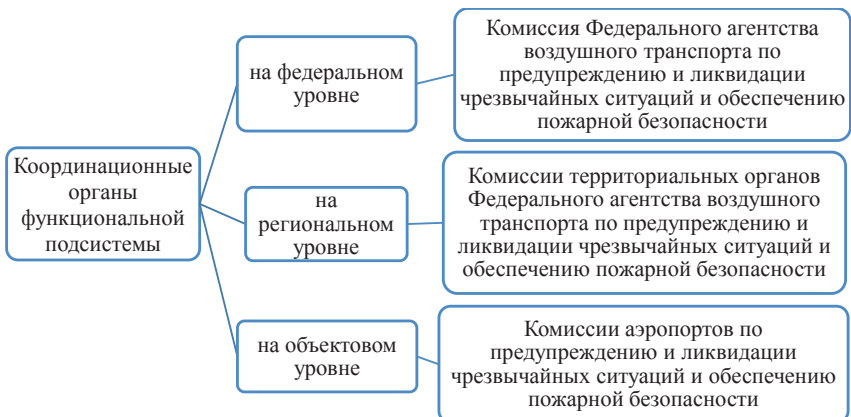 Координационные
органы
функциональной
подсистемы
на федеральном
уровне
Комиссия Федерального агентства
воздушного транспорта по
предупреждению и ликвидации
чрезвычайных ситуаций и обеспечению
пожарной безопасности
на
региональном
уровне
Комиссии территориальных органов
Федерального агентства воздушного
транспорта по предупреждению и
ликвидации чрезвычайных ситуаций и
обеспечению пожарной безопасности
на объектовом
уровне
Комиссии аэропортов по
предупреждению и ликвидации
чрезвычайных ситуаций и обеспечению
пожарной безопасности